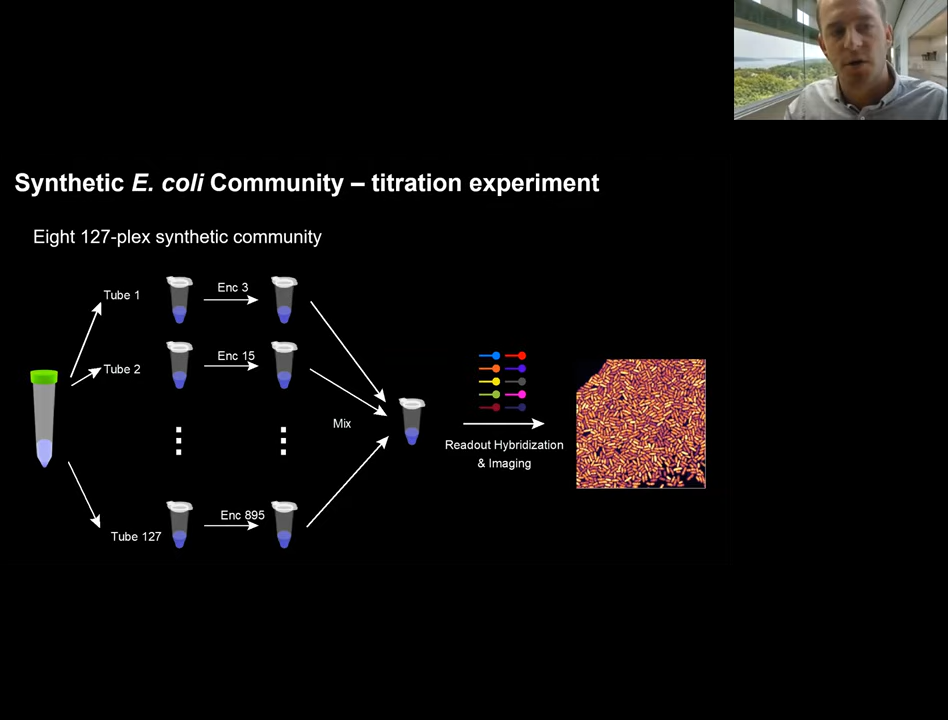 Synthetic E. coli Community – titration experiment
Eight 127-plex synthetic community
Tube 1
Enc 3
Tube 2
Enc 15
Mix
Readout Hybridization
& Imaging
Tube 127
Enc 895